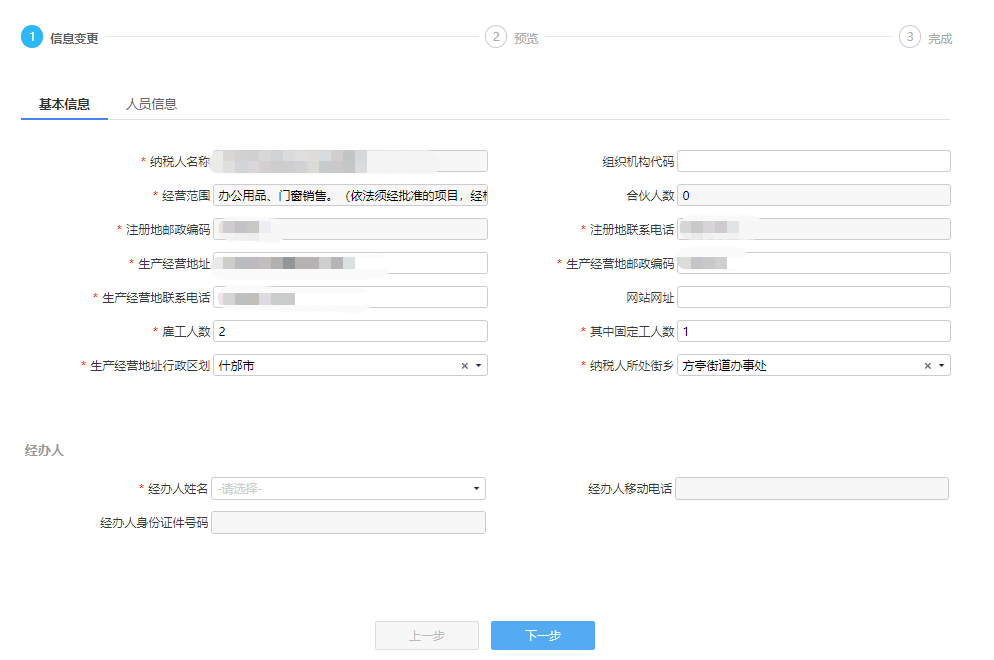 1 信息变更 2 预览 3 完成
基本信息 人员信息
* 纳税人名称 组织机构代码
* 经营范围 办公用品、门窗销售。（依法须经批准的项目，经 合伙人数 0
* 注册地邮政编码 * 注册地联系电话
* 生产经营地址 * 生产经营地邮政编码
* 生产经营地联系电话 网站网址
* 雇工人数 2 * 其中固定工人数 1
* 生产经营地址行政区划 什邡市 × * 纳税人所处街乡 方亭街道办事处 ×
经办人
* 经办人姓名 -请选择- 经办人移动电话
经办人身份证件号码
上一步 下一步